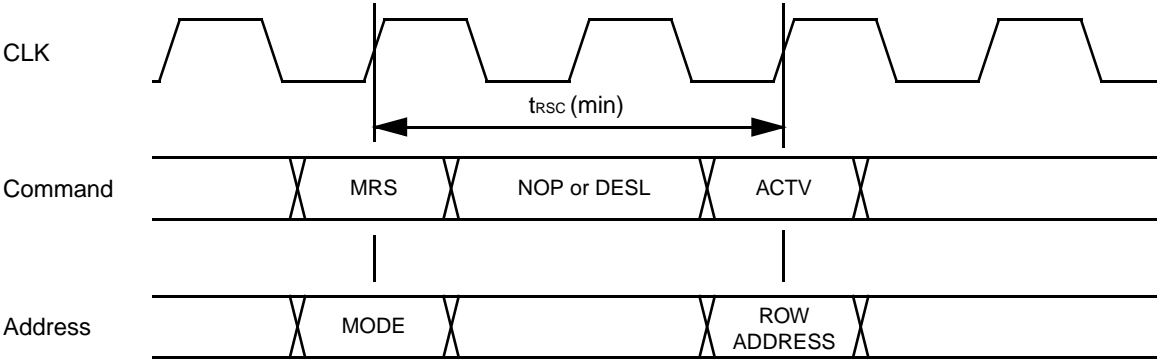 CLK
tRSC (min)
Command
MRS
NOP or DESL
ACTV
Address
MODE
ROW
ADDRESS